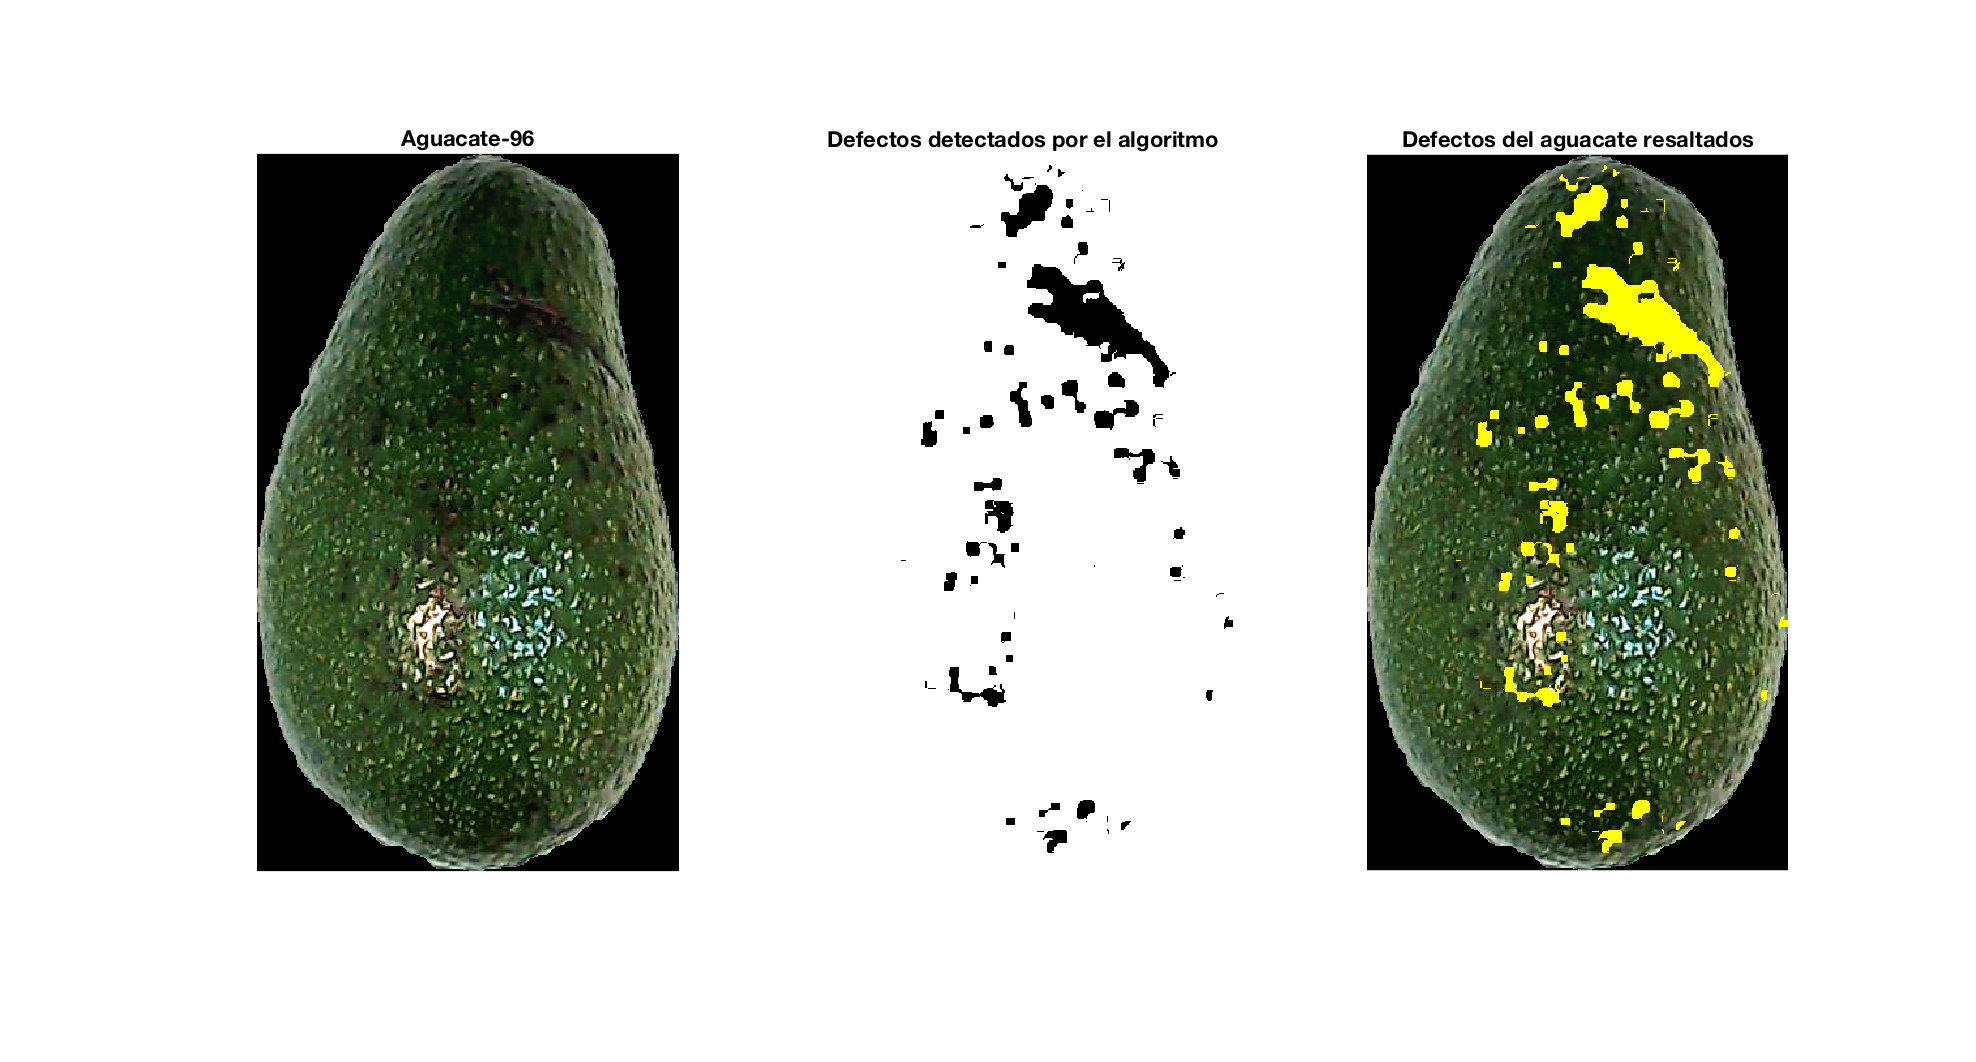 Aguacate-96
Defectos detectados por el algoritmo
Defectos del aguacate resaltados